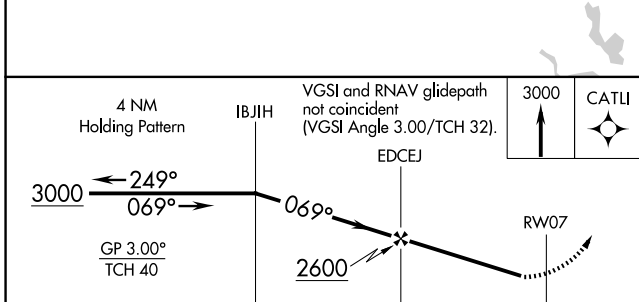 4 NM
Holding Pattern
IBJIH
VGSI and RNAV glidepath
not coincident
(VGSI Angle 3.00/TCH 32).
3000
CATLI
EDCEJ
249°
3000
069°
069°
RW07
GP 3.00°
TCH 40
2600